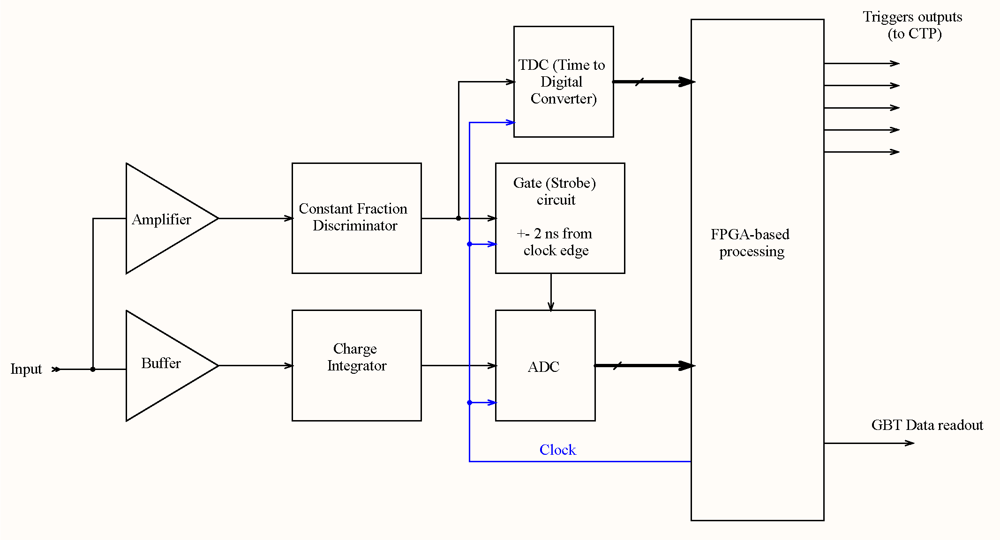 Triggers outputs
(to CTP)
TDC (Time to
Digital
Converter)
Gate (Strobe)
circuit
+- 2 ns from
clock edge
Constant Fraction
Discriminator
Amplifier
FPGA-based
processing
Charge
Integrator
Buffer
Input
ADC
GBT Data readout
Clock